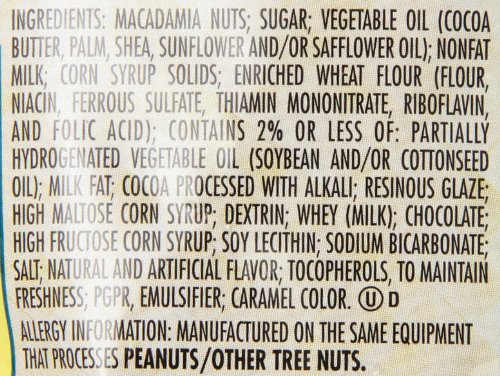 INGREDIENTS: MACADAMIA NUTS; SUGAR; VEGETABLE OIL (COCOA
BUTTER, PALM, SHEA, SUNFLOWER AND/OR SAFFLOWER OIL); NONFAT
MILK; CORN SYRUP SOLIDS; ENRICHED WHEAT FLOUR (FLOUR,
NIACIN, FERROUS SULFATE, THIAMIN MONONITRATE, RIBOFLAVIN,
AND FOLIC ACID); CONTAINS 2% OR LESS OF: PARTIALLY
HYDROGENATED VEGETABLE OIL (SOYBEAN AND/OR COTTONSEED
OIL); MILK FAT; COCOA PROCESSED WITH ALKALI; RESINOUS GLAZE;
HIGH MALTOSE CORN SYRUP; DEXTRIN; WHEY (MILK); CHOCOLATE;
HIGH FRUCTOSE CORN SYRUP; SOY LECITHIN; SODIUM BICARBONATE;
SALT; NATURAL AND ARTIFICIAL FLAVOR; TOCOPHEROLS, TO MAINTAIN
FRESHNESS; PGPR, EMULSIFIER; CARAMEL COLOR. Ⓤ D
ALLERGY INFORMATION: MANUFACTURED ON THE SAME EQUIPMENT
THAT PROCESSES PEANUTS/OTHER TREE NUTS.